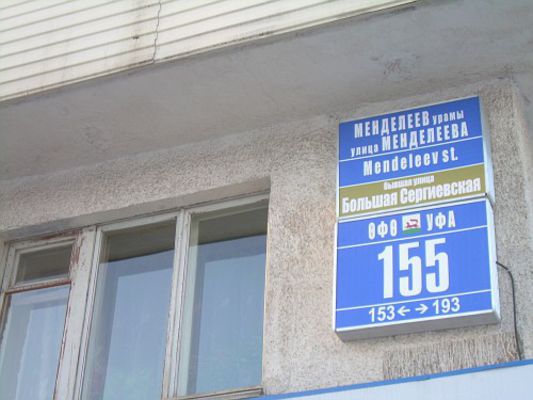 МЕНДЕЛЕЕВ урамы
улица МЕНДЕЛЕЕВА
Mendeleev st.
бывшая улица
Большая Сергиевская
ӨФӨ УФА
155
153 ←→ 193